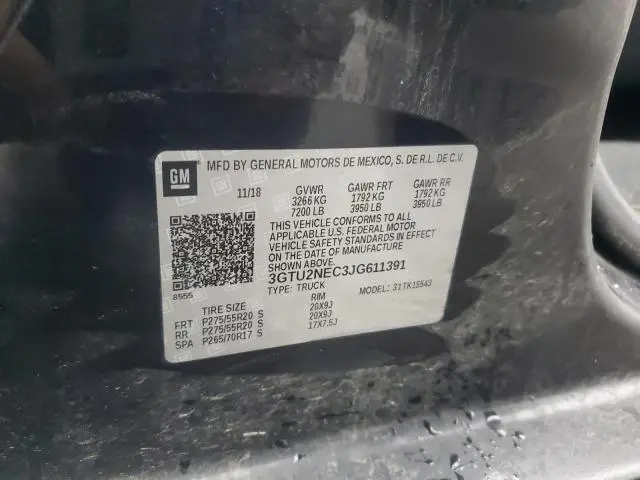 GM
MFD BY GENERAL MOTORS DE MEXICO, S. DE R.L. DE C.V.
11/18 GVWR GAWR FRT GAWR RR
3266 KG 1792 KG 1792 KG
7200 LB 3950 LB 3950 LB
THIS VEHICLE CONFORMS TO ALL
APPLICABLE U.S. FEDERAL MOTOR
VEHICLE SAFETY STANDARDS IN EFFECT
ON THE DATE OF MANUFACTURE
SHOWN ABOVE.
3GTU2NEC3JG611391
8555
TYPE: TRUCK MODEL: 31TK15543
TIRE SIZE RIM
FRT P275/55R20 S 20X9J
RR P275/55R20 S 20X9J
SPA P265/70R17 S 17X7.5J